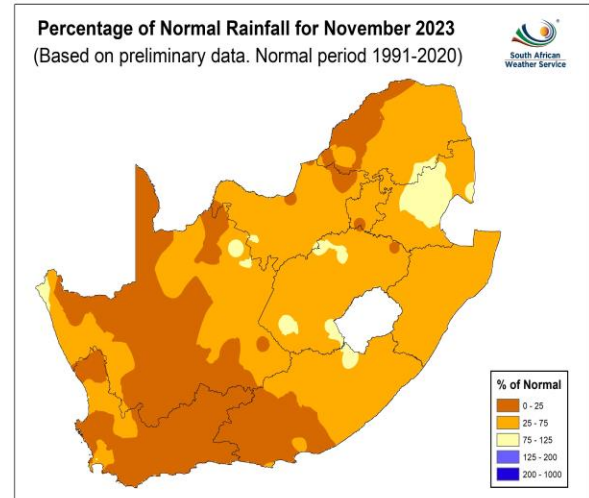 Percentage of Normal Rainfall for November 2023
(Based on preliminary data. Normal period 1991-2020)
South African
Weather Service
% of Normal
0 - 25
25 - 75
75 - 125
125 - 200
200 - 1000